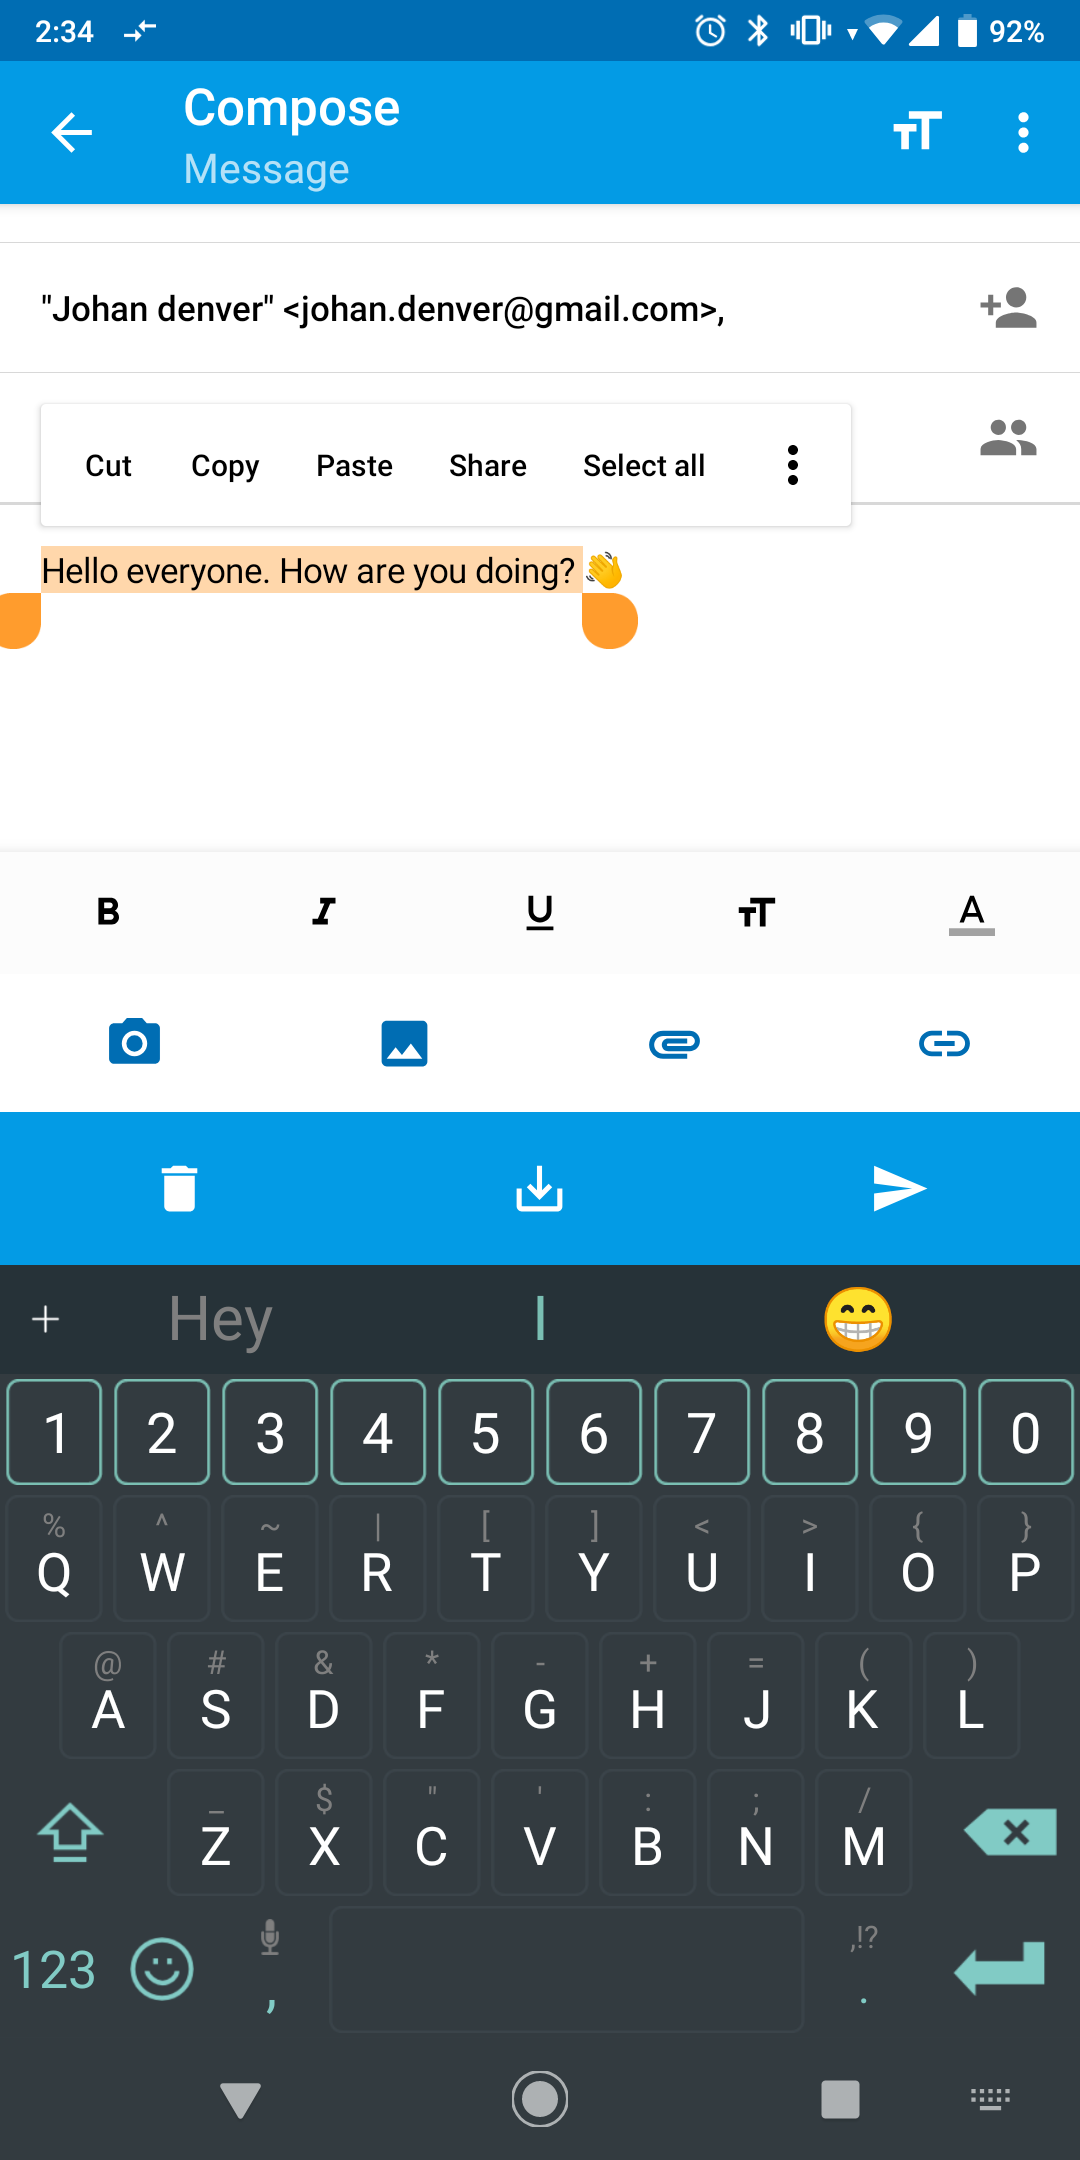 2:34 92%
Compose
Message
"Johan denver" <johan.denver@gmail.com>,
Cut Copy Paste Share Select all
Hello everyone. How are you doing? 👋
B I U TT A
Hey I 😁
1 2 3 4 5 6 7 8 9 0
% ^ ~ | [ ] < > { }
Q W E R T Y U I O P
@ # & * - + = ( )
A S D F G H J K L
_ $ " ' : ; /
Z X C V B N M
,!?
123 , .